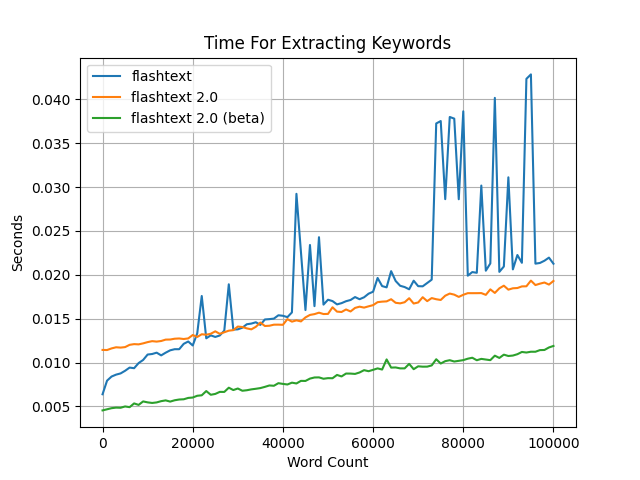 Time For Extracting Keywords
flashtext
flashtext 2.0
flashtext 2.0 (beta)
Seconds
0.040
0.035
0.030
0.025
0.020
0.015
0.010
0.005
0 20000 40000 60000 80000 100000
Word Count